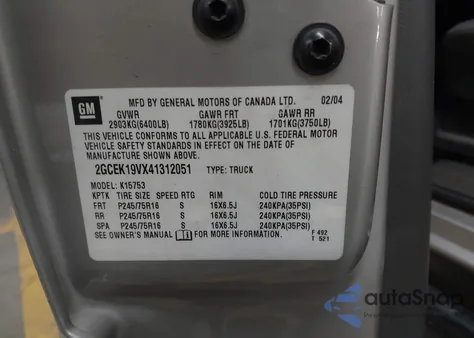 GM
MFD BY GENERAL MOTORS OF CANADA LTD. 02/04
GVWR GAWR FRT GAWR RR
2903KG(6400LB) 1780KG(3925LB) 1701KG(3750LB)
THIS VEHICLE CONFORMS TO ALL APPLICABLE U.S. FEDERAL MOTOR
VEHICLE SAFETY STANDARDS IN EFFECT ON THE DATE OF
MANUFACTURE SHOWN ABOVE.
2GCEK19VX41312051 TYPE: TRUCK
MODEL: K15753
KPTK TIRE SIZE SPEED RTG RIM COLD TIRE PRESSURE
FRT P245/75R16 S 16X6.5J 240KPA(35PSI)
RR P245/75R16 S 16X6.5J 240KPA(35PSI)
SPA P245/75R16 S 16X6.5J 240KPA(35PSI)
SEE OWNER'S MANUAL FOR MORE INFORMATION. F 492
T 521
autoSnap